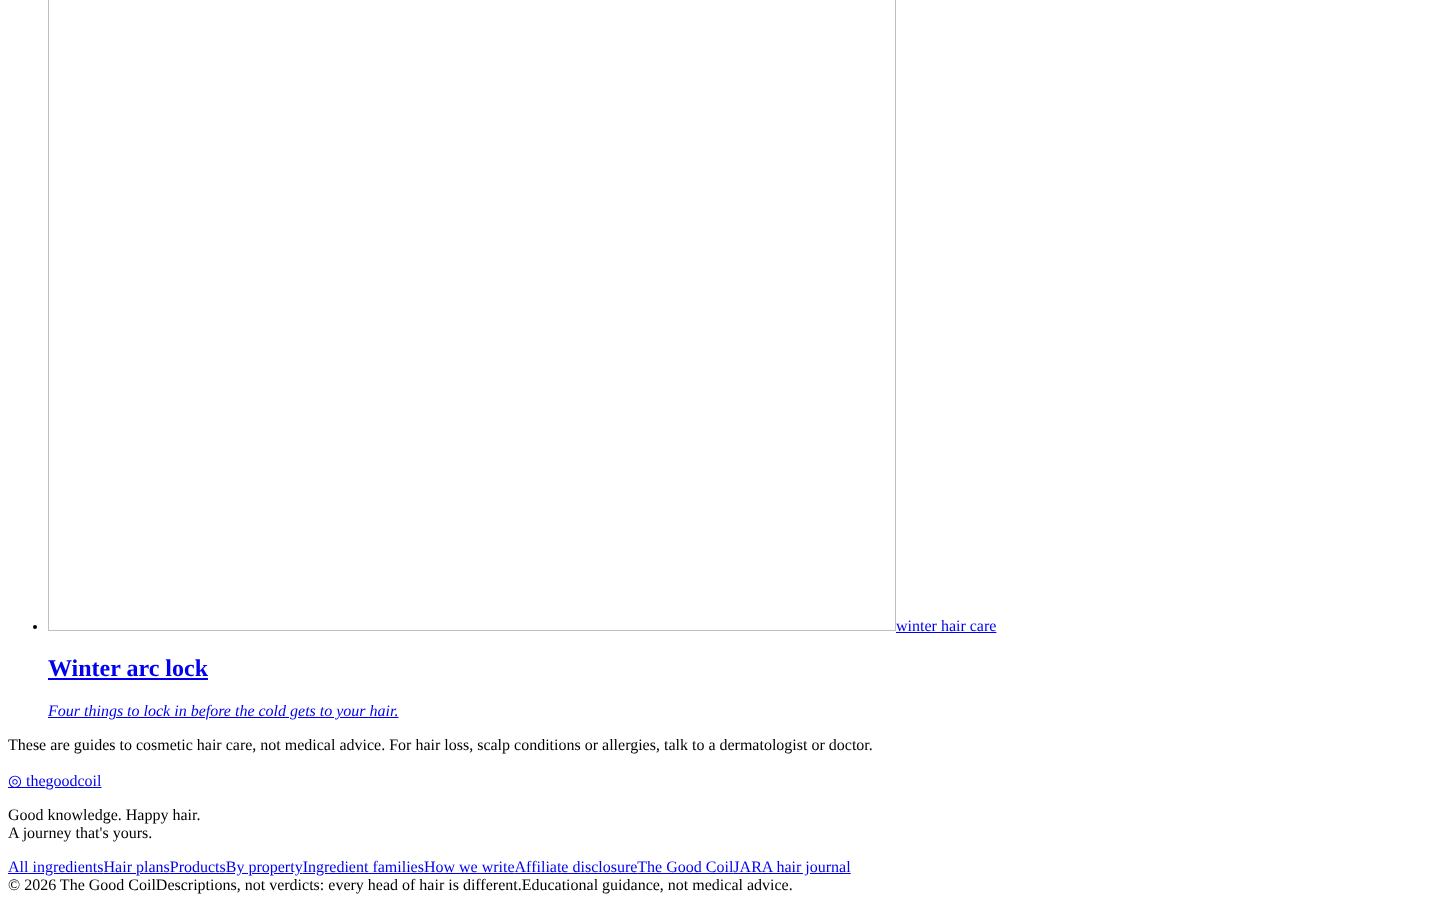 winter hair care
Winter arc lock
Four things to lock in before the cold gets to your hair.
These are guides to cosmetic hair care, not medical advice. For hair loss, scalp conditions or allergies, talk to a dermatologist or doctor.
◎ thegoodcoil
Good knowledge. Happy hair.
A journey that's yours.
All ingredientsHair plansProductsBy propertyIngredient familiesHow we writeAffiliate disclosureThe Good CoilJARA hair journal
© 2026 The Good CoilDescriptions, not verdicts: every head of hair is different.Educational guidance, not medical advice.